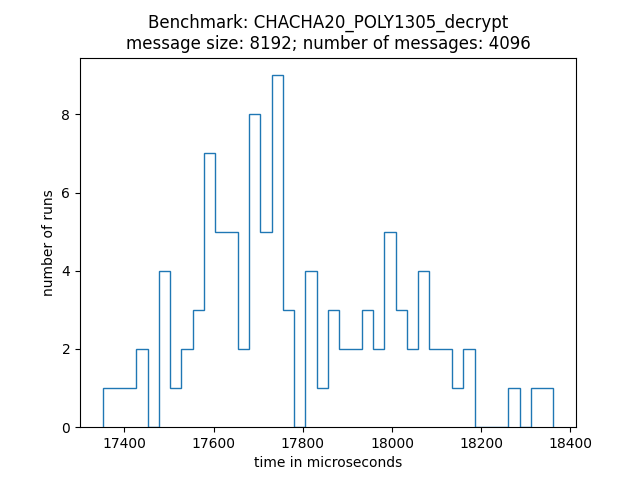 Benchmark: CHACHA20_POLY1305_decrypt
message size: 8192; number of messages: 4096
8
6
4
2
0
number of runs
17400 17600 17800 18000 18200 18400
time in microseconds